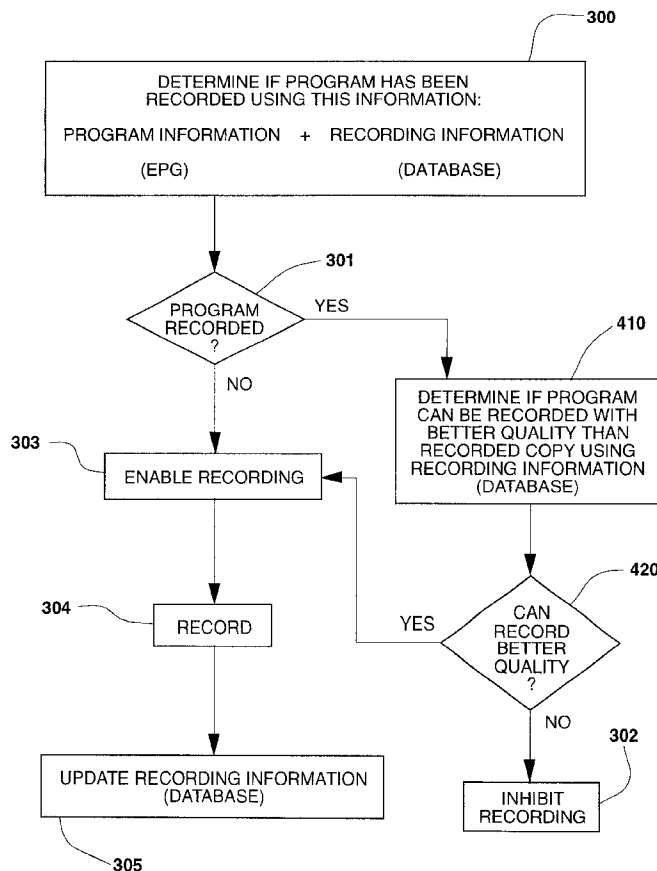 300
DETERMINE IF PROGRAM HAS BEEN
RECORDED USING THIS INFORMATION:
PROGRAM INFORMATION + RECORDING INFORMATION
(EPG) (DATABASE)
301
PROGRAM
RECORDED
?
YES
NO
410
DETERMINE IF PROGRAM
CAN BE RECORDED WITH
BETTER QUALITY THAN
RECORDED COPY USING
RECORDING INFORMATION
(DATABASE)
303
ENABLE RECORDING
420
CAN
RECORD
BETTER
QUALITY
?
YES
NO
304
RECORD
302
INHIBIT
RECORDING
UPDATE RECORDING INFORMATION
(DATABASE)
305